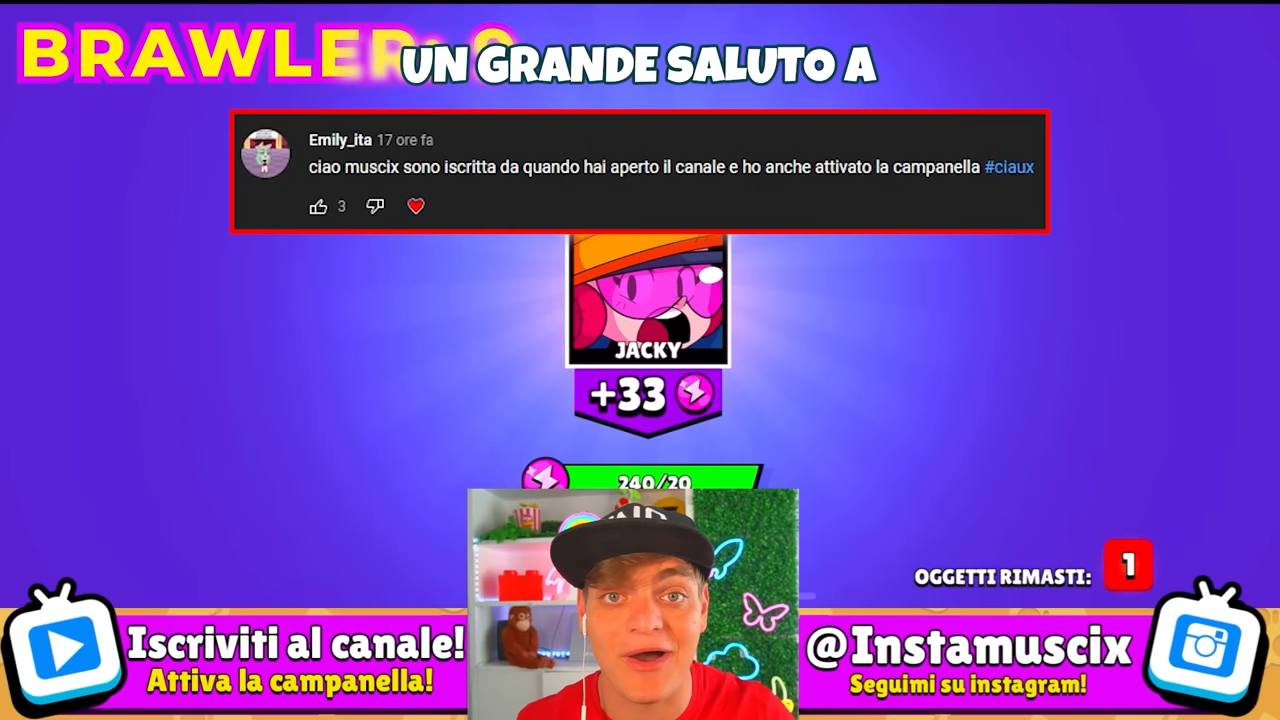 BRAWLER: 0
UN GRANDE SALUTO A
Emily_ita 17 ore fa
ciao muscix sono iscritta da quando hai aperto il canale e ho anche attivato la campanella #ciaux
3
JACKY
+33
240/20
OGGETTI RIMASTI: 1
Iscriviti al canale!
Attiva la campanella!
@Instamuscix
Seguimi su instagram!